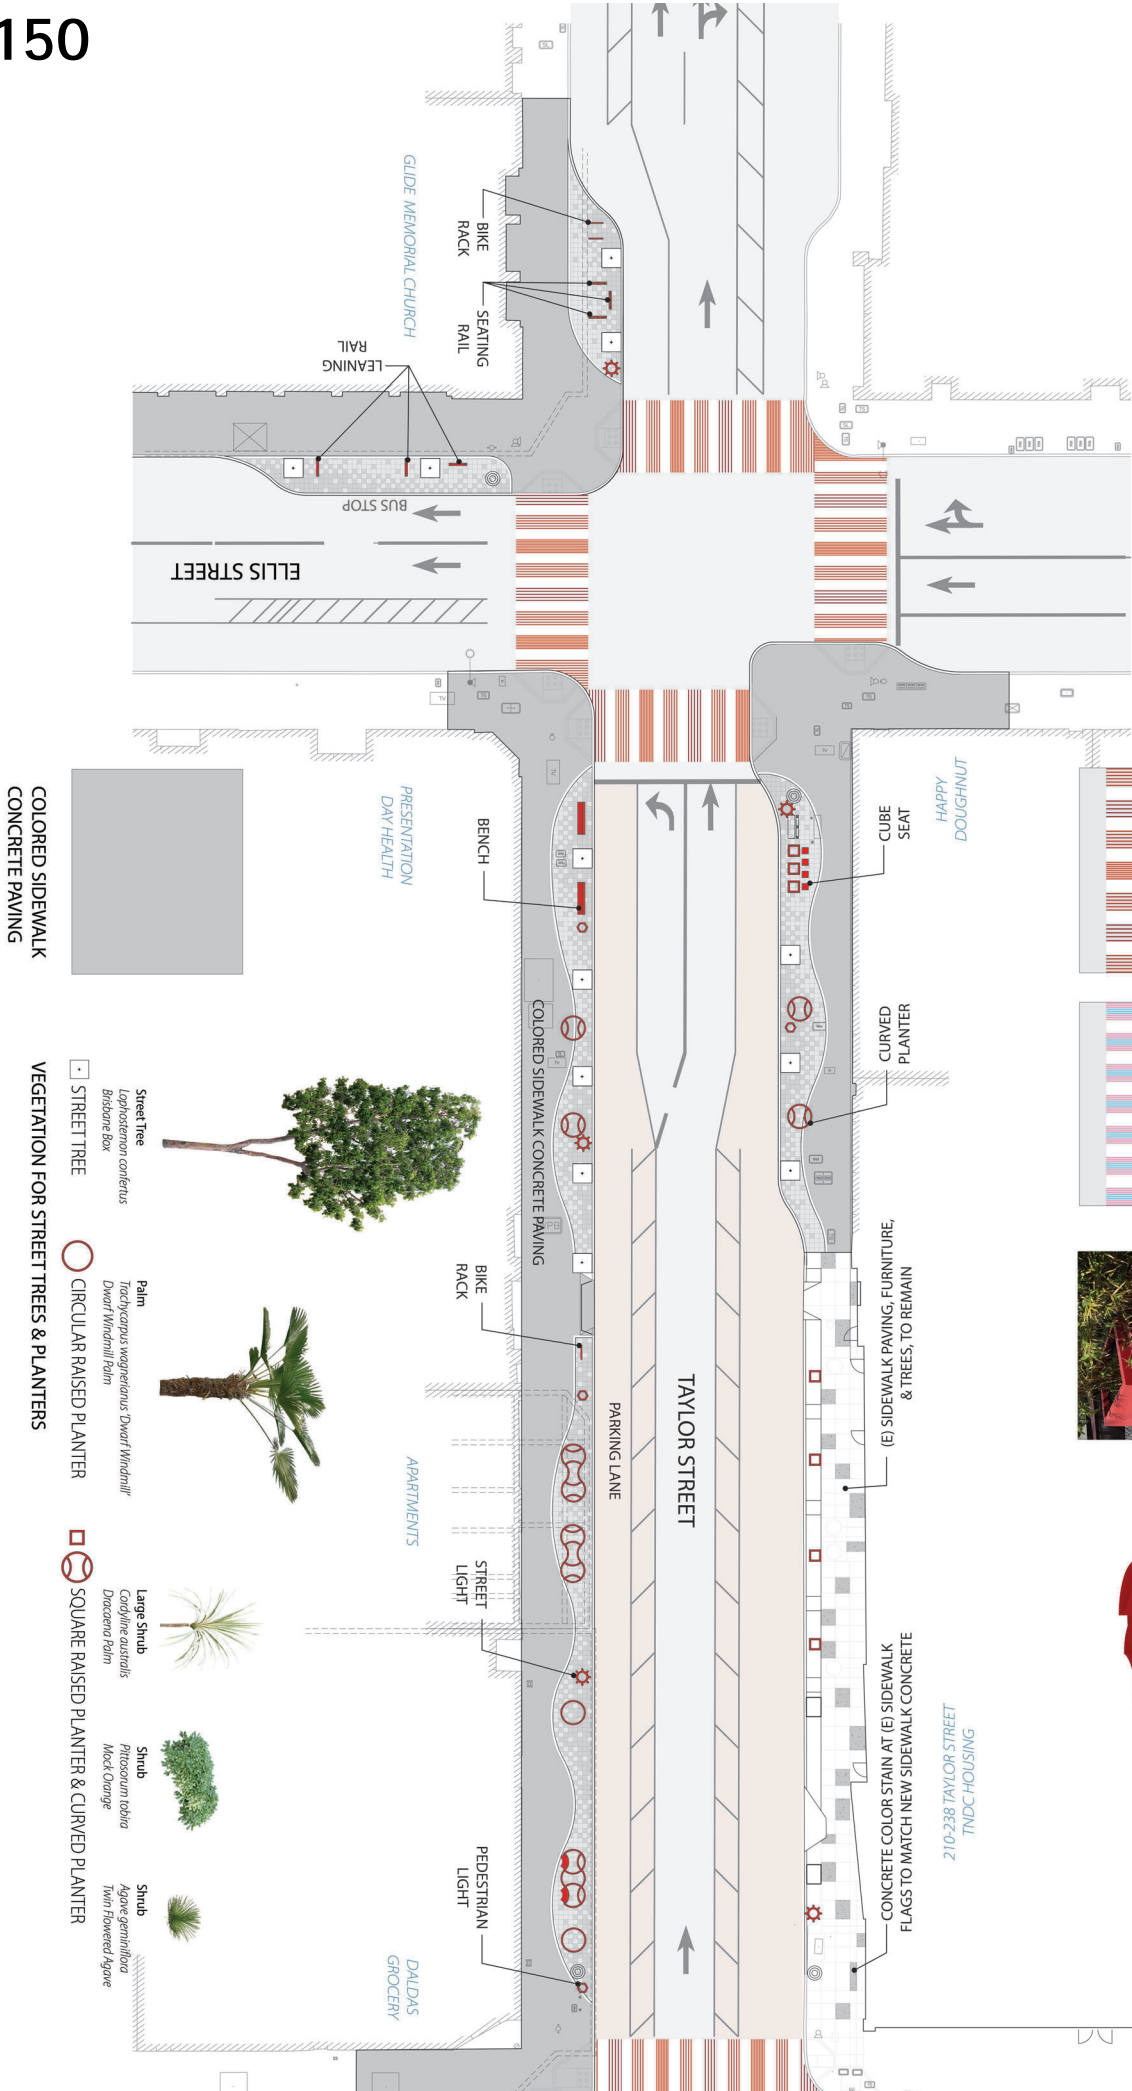 150
GLIDE MEMORIAL CHURCH
BIKE
RACK
SEATING
RAIL
LEANING
RAIL
BUS STOP
ELLIS STREET
HAPPY
DOUGHNUT
CUBE
SEAT
PRESENTATION
DAY HEALTH
BENCH
COLORED SIDEWALK
CONCRETE PAVING
CURVED
PLANTER
COLORED SIDEWALK CONCRETE PAVING
(E) SIDEWALK PAVING, FURNITURE,
& TREES, TO REMAIN
BIKE
RACK
TAYLOR STREET
PARKING LANE
APARTMENTS
STREET
LIGHT
CONCRETE COLOR STAIN AT (E) SIDEWALK
FLAGS TO MATCH NEW SIDEWALK CONCRETE
210-238 TAYLOR STREET
TNDC HOUSING
PEDESTRIAN
LIGHT
DALDAS
GROCERY
Street Tree
Lophostemon confertus
Brisbane Box
STREET TREE
Palm
Trachycarpus wagnerianus 'Dwarf Windmill'
Dwarf Windmill Palm
CIRCULAR RAISED PLANTER
Large Shrub
Cordyline australis
Dracaena Palm
Shrub
Pittosorum tobira
Mock Orange
Shrub
Agave geminiflora
Twin Flowered Agave
SQUARE RAISED PLANTER & CURVED PLANTER
VEGETATION FOR STREET TREES & PLANTERS